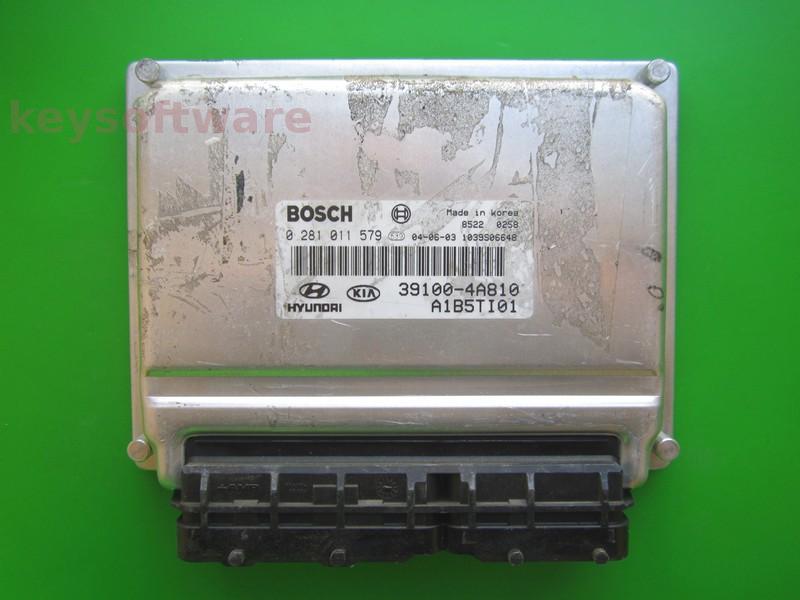 keysoftware
BOSCH Made in Korea
8522 0258
0 281 011 579 04-06-03 1039S06648
39100-4A810
HYUNDAI KIA A1B5TI01
AMP